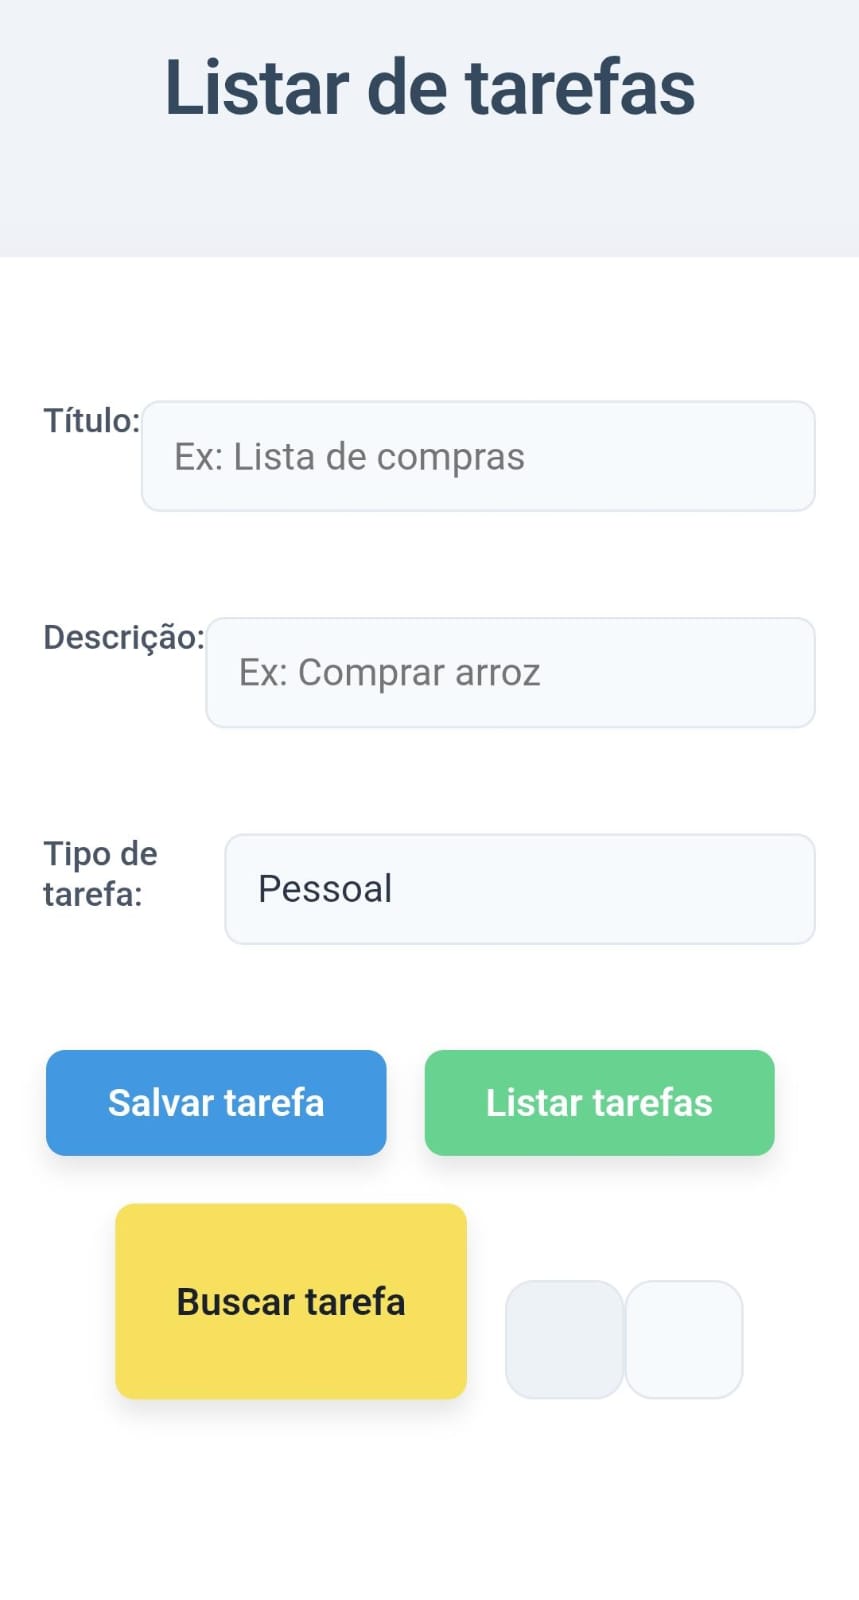 Listar de tarefas
Título:
Ex: Lista de compras
Descrição:
Ex: Comprar arroz
Tipo de
tarefa:
Pessoal
Salvar tarefa
Listar tarefas
Buscar tarefa